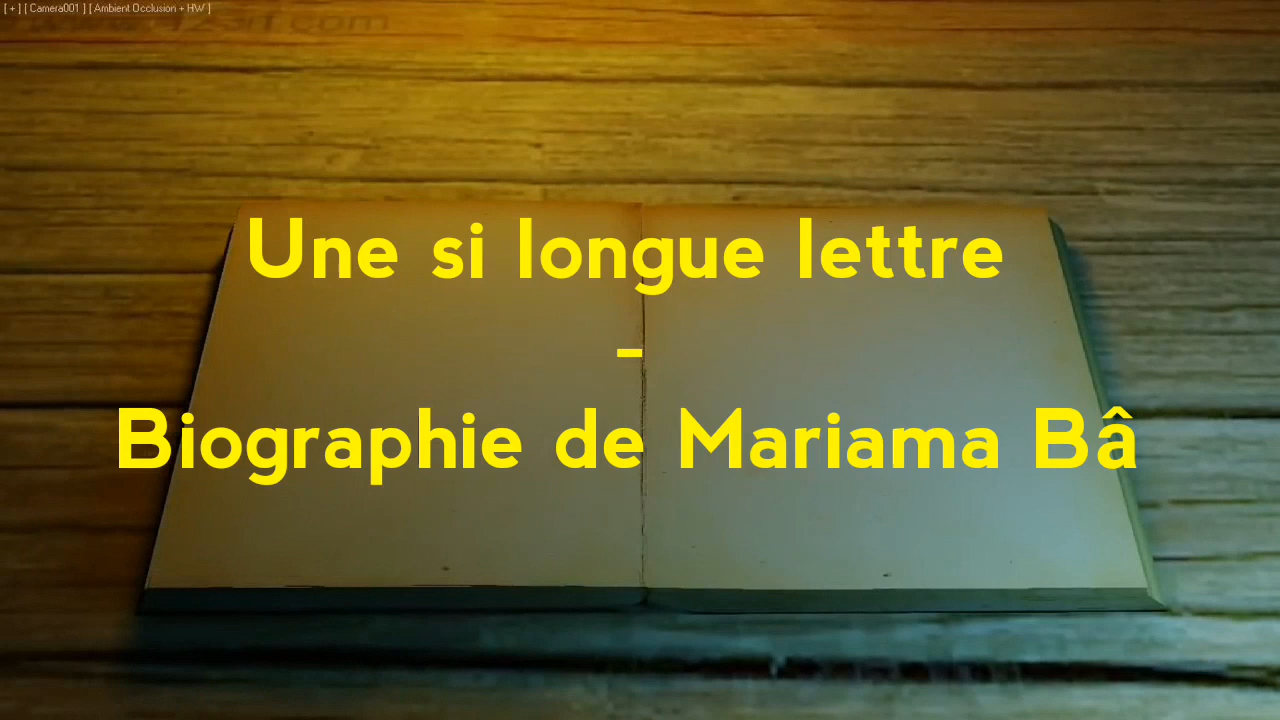 [ + ] [ Camera001 ] [ Ambient Occlusion + HW ]
Une si longue lettre
-
Biographie de Mariama Bâ